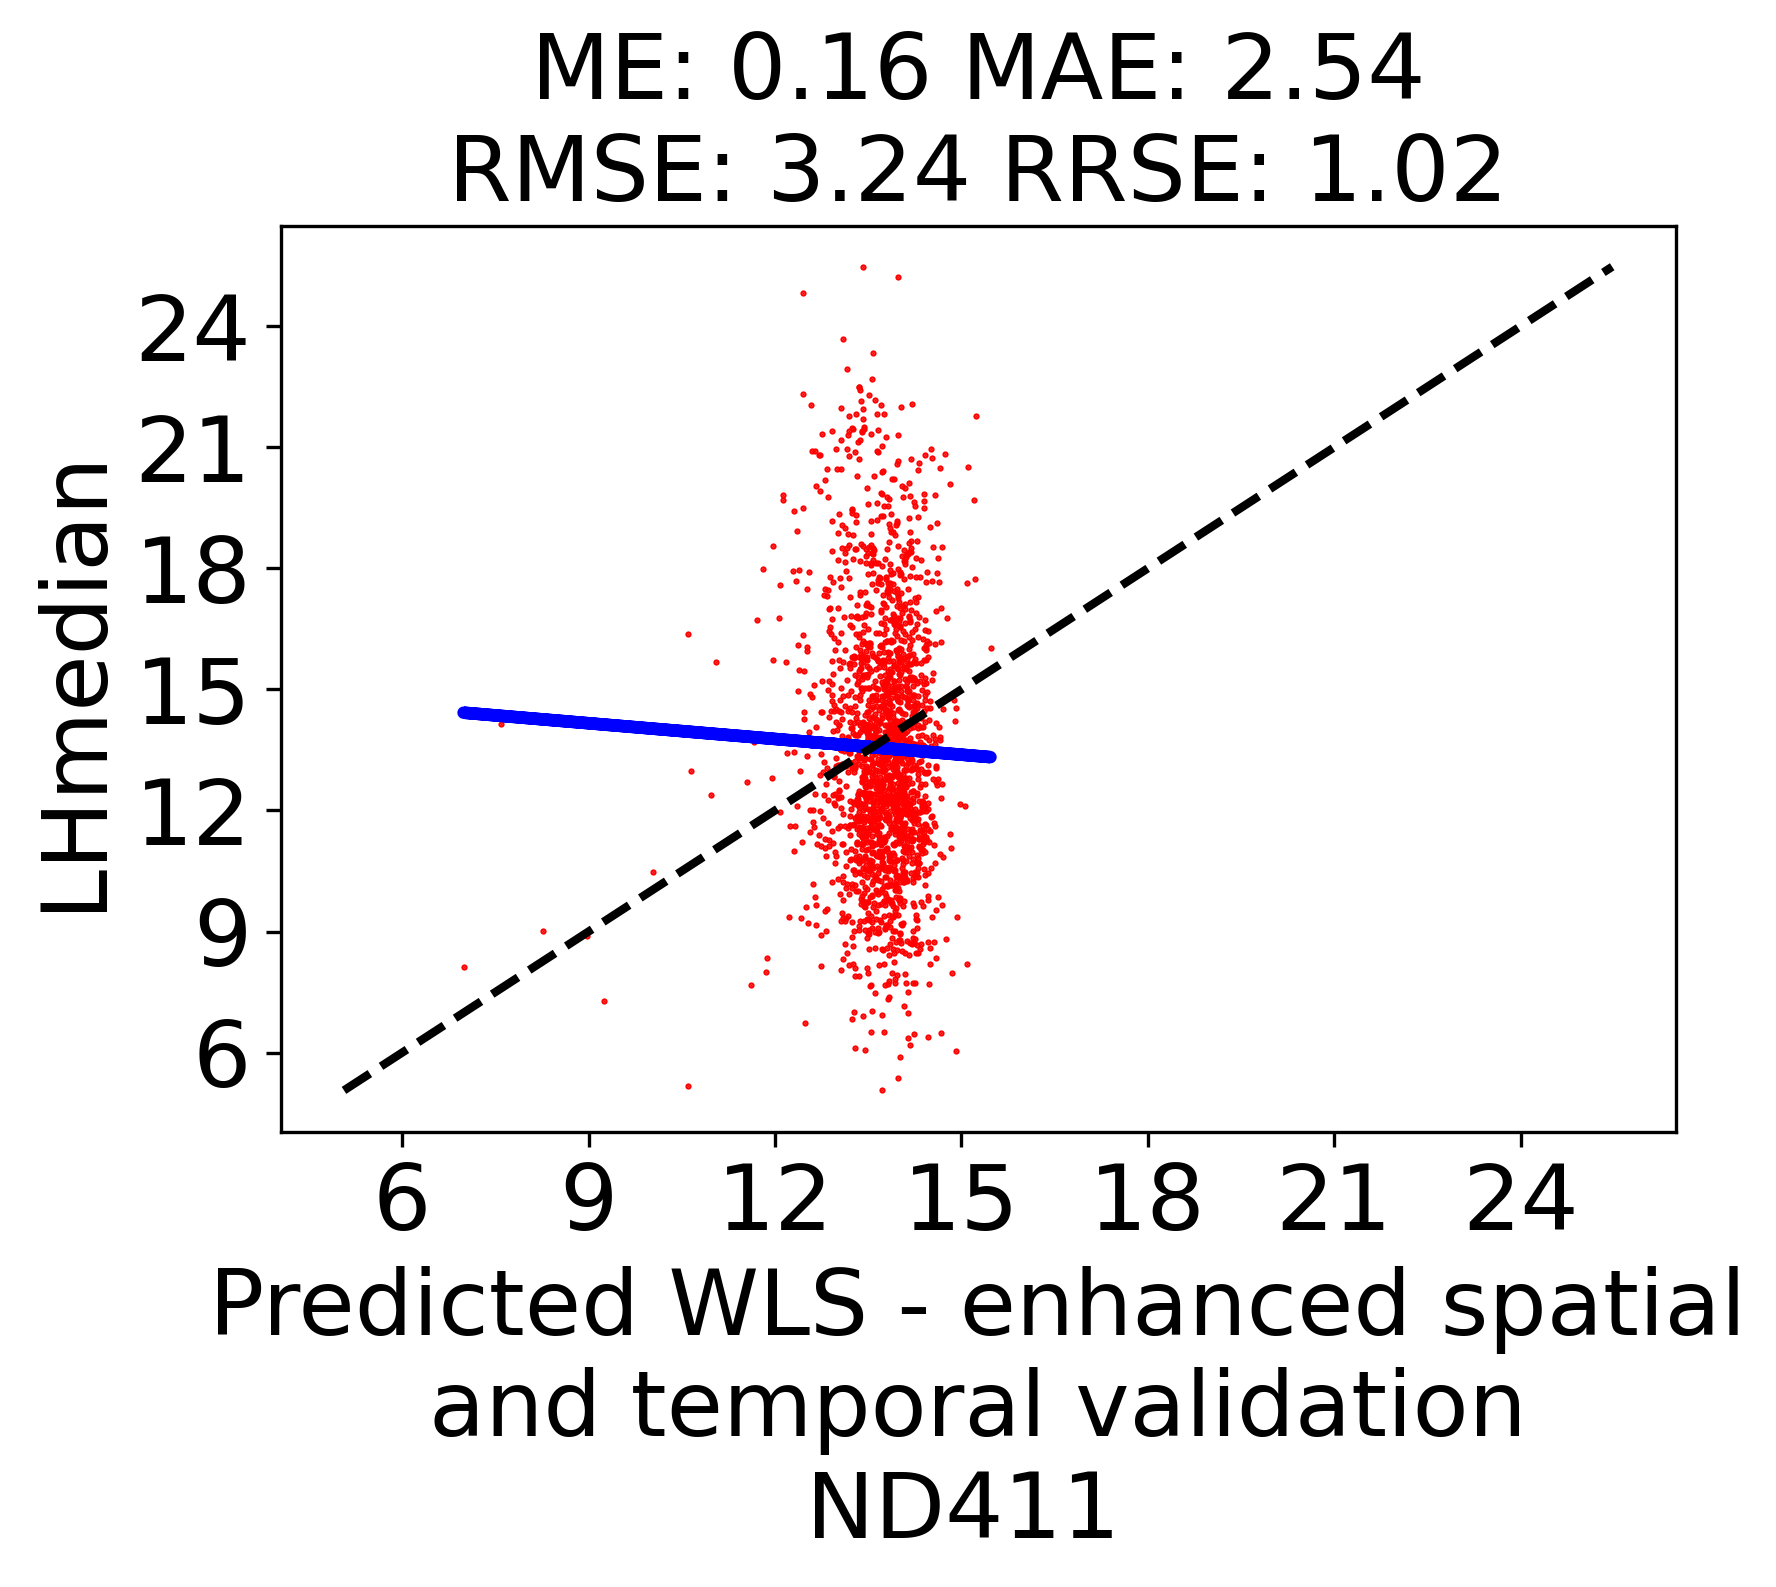 ME: 0.16 MAE: 2.54
RMSE: 3.24 RRSE: 1.02
24
21
18
15
12
9
6
LHmedian
6 9 12 15 18 21 24
Predicted WLS - enhanced spatial
and temporal validation
ND411